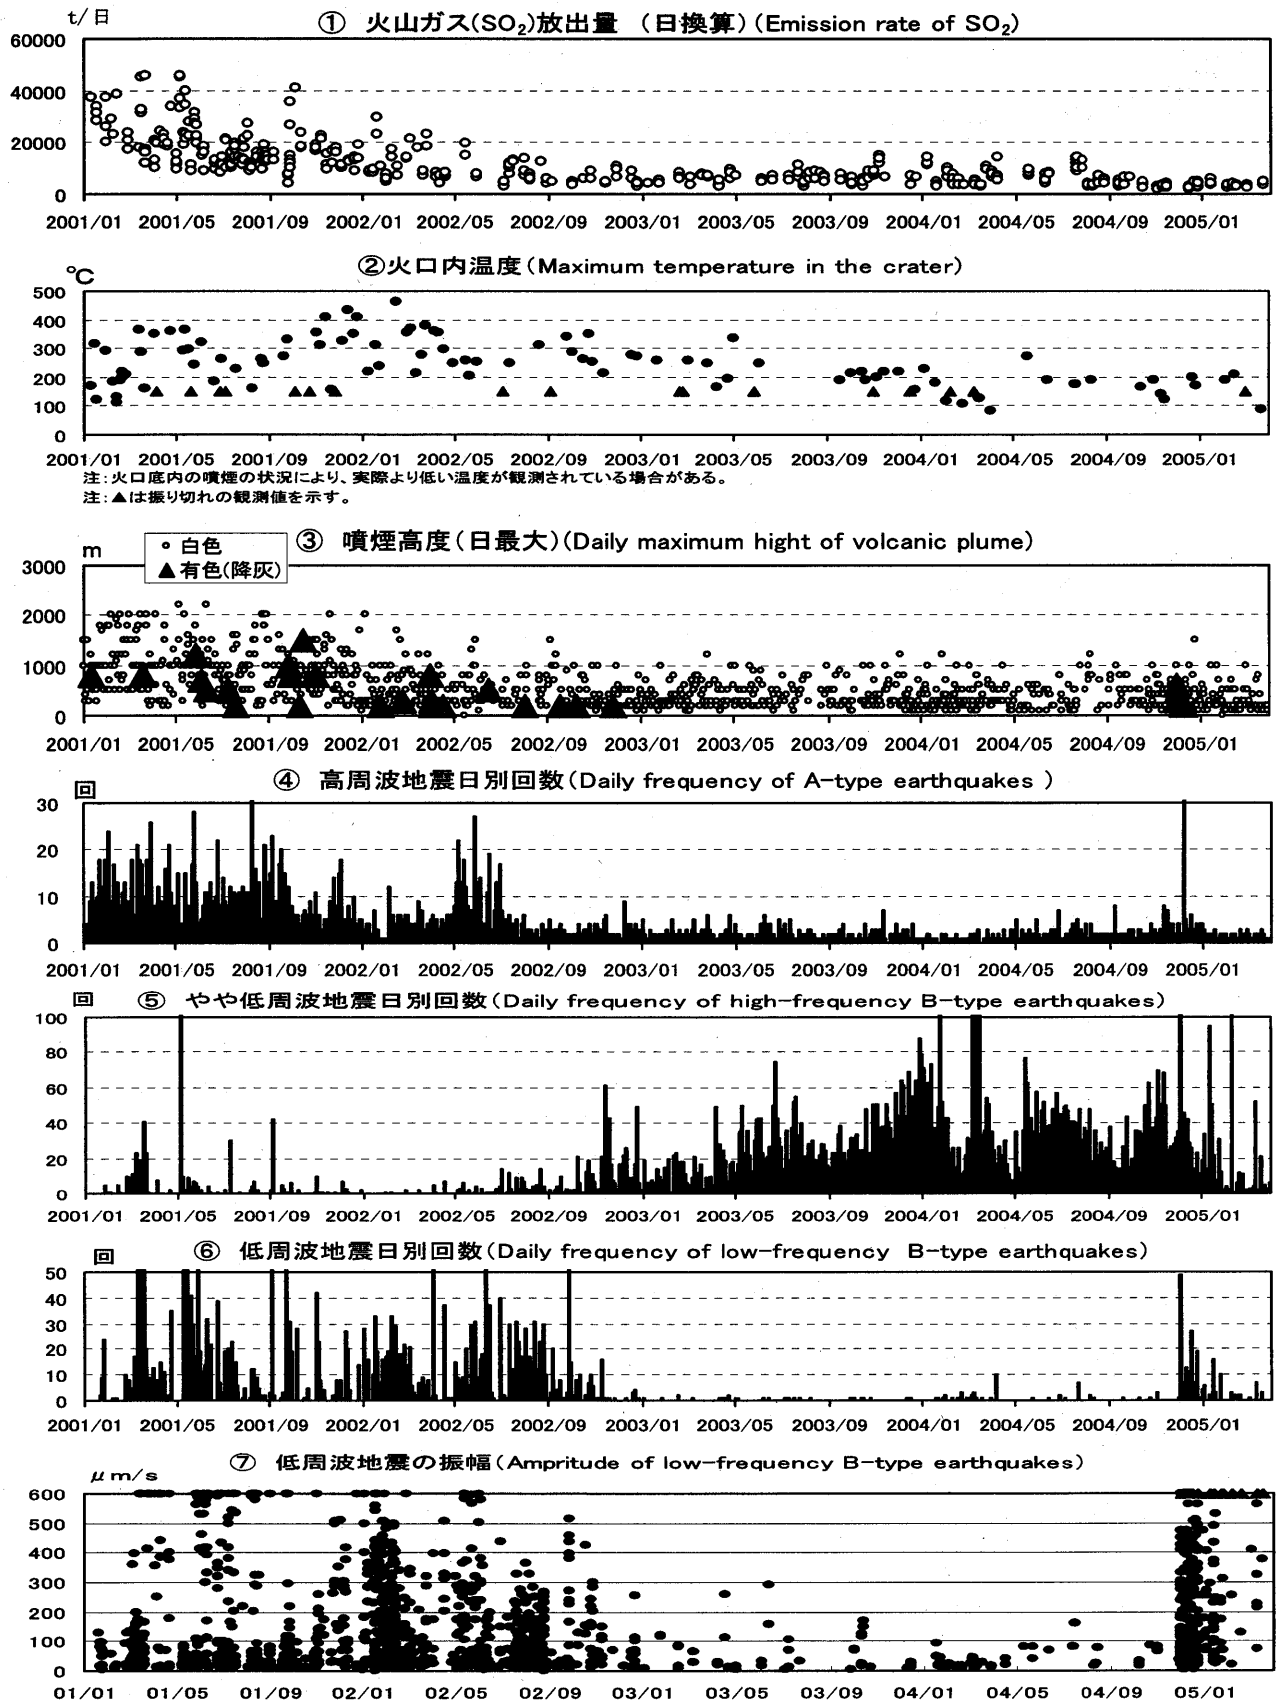 t/日
① 火山ガス(SO2)放出量 (日換算)(Emission rate of SO2)
60000
40000
20000
0
2001/01 2001/05 2001/09 2002/01 2002/05 2002/09 2003/01 2003/05 2003/09 2004/01 2004/05 2004/09 2005/01
℃
②火口内温度(Maximum temperature in the crater)
500
400
300
200
100
0
2001/01 2001/05 2001/09 2002/01 2002/05 2002/09 2003/01 2003/05 2003/09 2004/01 2004/05 2004/09 2005/01
注:火口底内の噴煙の状況により、実際より低い温度が観測されている場合がある。
注:▲は振り切れの観測値を示す。
m
③ 噴煙高度(日最大)(Daily maximum hight of volcanic plume)
白色
▲有色(降灰)
3000
2000
1000
0
2001/01 2001/05 2001/09 2002/01 2002/05 2002/09 2003/01 2003/05 2003/09 2004/01 2004/05 2004/09 2005/01
回
④ 高周波地震日別回数(Daily frequency of A-type earthquakes )
30
20
10
0
2001/01 2001/05 2001/09 2002/01 2002/05 2002/09 2003/01 2003/05 2003/09 2004/01 2004/05 2004/09 2005/01
回
⑤ やや低周波地震日別回数(Daily frequency of high-frequency B-type earthquakes)
100
80
60
40
20
0
2001/01 2001/05 2001/09 2002/01 2002/05 2002/09 2003/01 2003/05 2003/09 2004/01 2004/05 2004/09 2005/01
回
⑥ 低周波地震日別回数(Daily frequency of low-frequency B-type earthquakes)
50
40
30
20
10
0
2001/01 2001/05 2001/09 2002/01 2002/05 2002/09 2003/01 2003/05 2003/09 2004/01 2004/05 2004/09 2005/01
μm/s
⑦ 低周波地震の振幅(Ampritude of low-frequency B-type earthquakes)
600
500
400
300
200
100
0
01/01 01/05 01/09 02/01 02/05 02/09 03/01 03/05 03/09 04/01 04/05 04/09 05/01